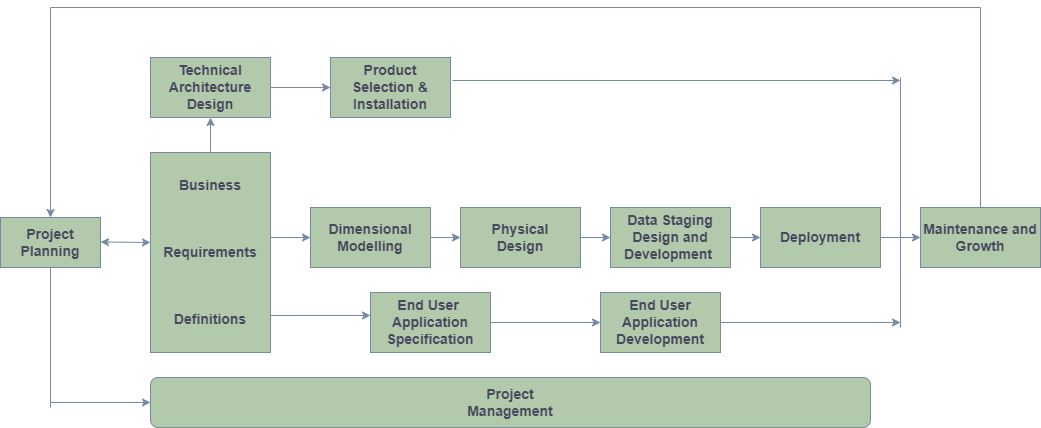 Technical
Architecture
Design
Product
Selection &
Installation
Business
Requirements
Definitions
Project
Planning
Dimensional
Modelling
Physical
Design
Data Staging
Design and
Development
Deployment
Maintenance and
Growth
End User
Application
Specification
End User
Application
Development
Project
Management